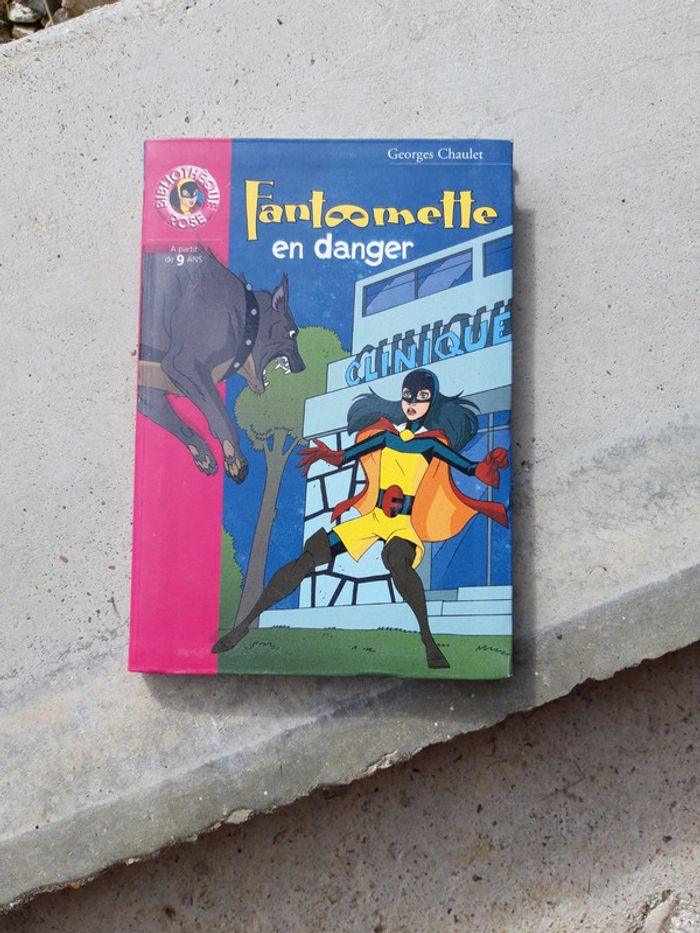 Georges Chaulet
BIBLIOTHÈQUE
ROSE
A partir
de 9 ANS
Fantômette
en danger
CLINIQUE